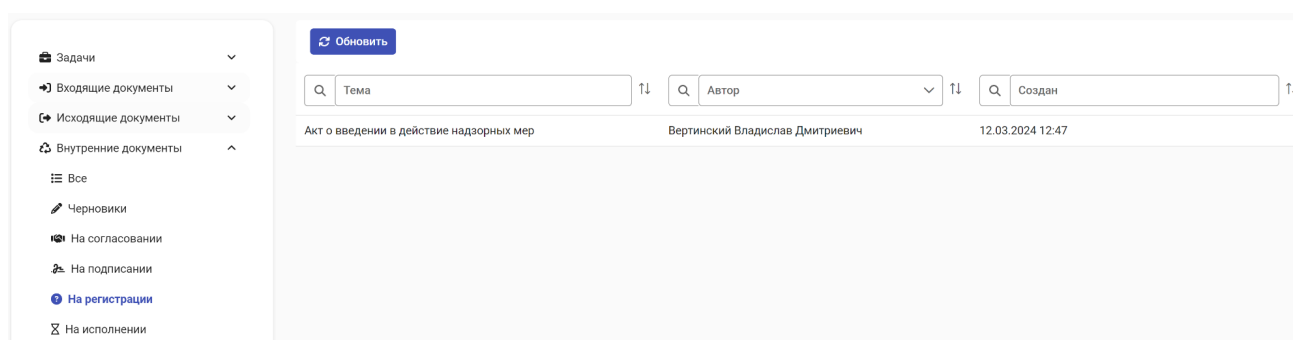 Задачи
Входящие документы
Исходящие документы
Внутренние документы
Все
Черновики
На согласовании
На подписании
На регистрации
На исполнении
Обновить
Тема
Автор
Создан
Акт о введении в действие надзорных мер
Вертинский Владислав Дмитриевич
12.03.2024 12:47